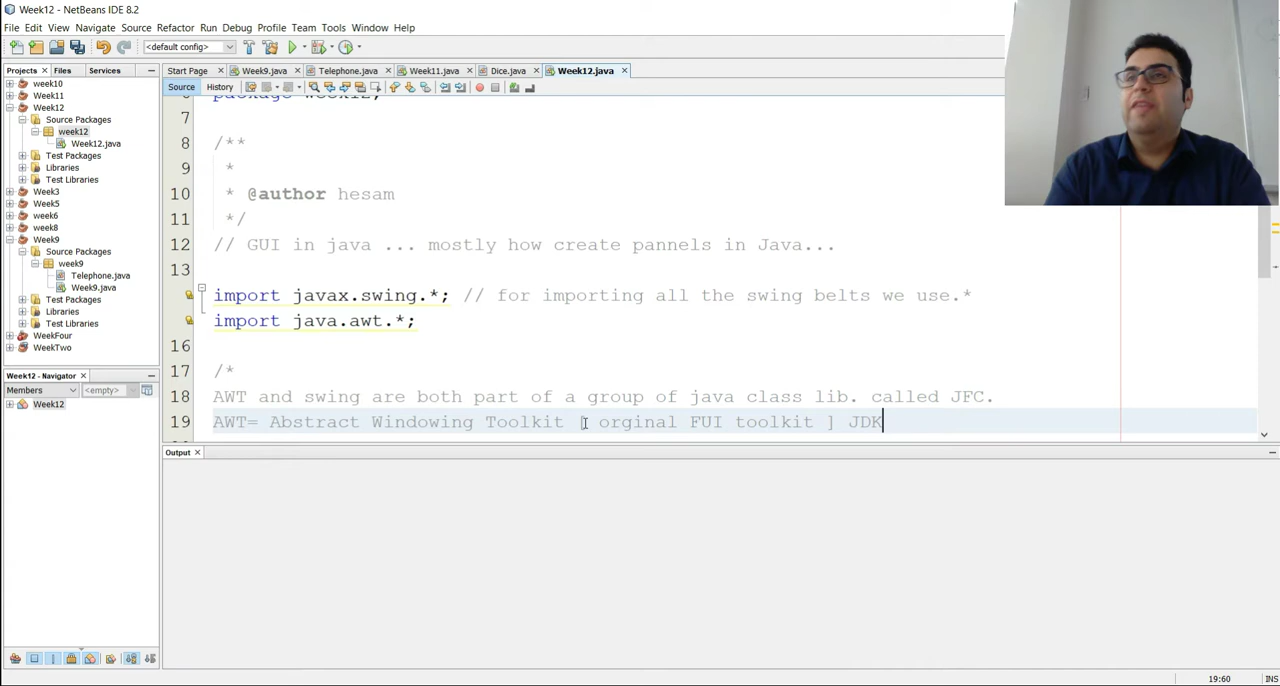 Week12 - NetBeans IDE 8.2
File Edit View Navigate Source Refactor Run Debug Profile Team Tools Window Help
<default config>
Projects Files Services
Start Page Week9.java Telephone.java Week11.java Dice.java Week12.java
Source History
week10
Week11
Week12
Source Packages
week12
Week12.java
Test Packages
Libraries
Test Libraries
Week3
Week5
week6
week8
Week9
Source Packages
week9
Telephone.java
Week9.java
Test Packages
Libraries
Test Libraries
WeekFour
WeekTwo
Week12 - Navigator
Members <empty>
Week12
6 package week12;
7
8 /**
9 *
10 * @author hesam
11 */
12 // GUI in java ... mostly how create pannels in Java...
13
import javax.swing.*; // for importing all the swing belts we use.*
import java.awt.*;
16
17 /*
18 AWT and swing are both part of a group of java class lib. called JFC.
19 AWT= Abstract Windowing Toolkit [ orginal FUI toolkit ] JDK
Output
19:60 INS